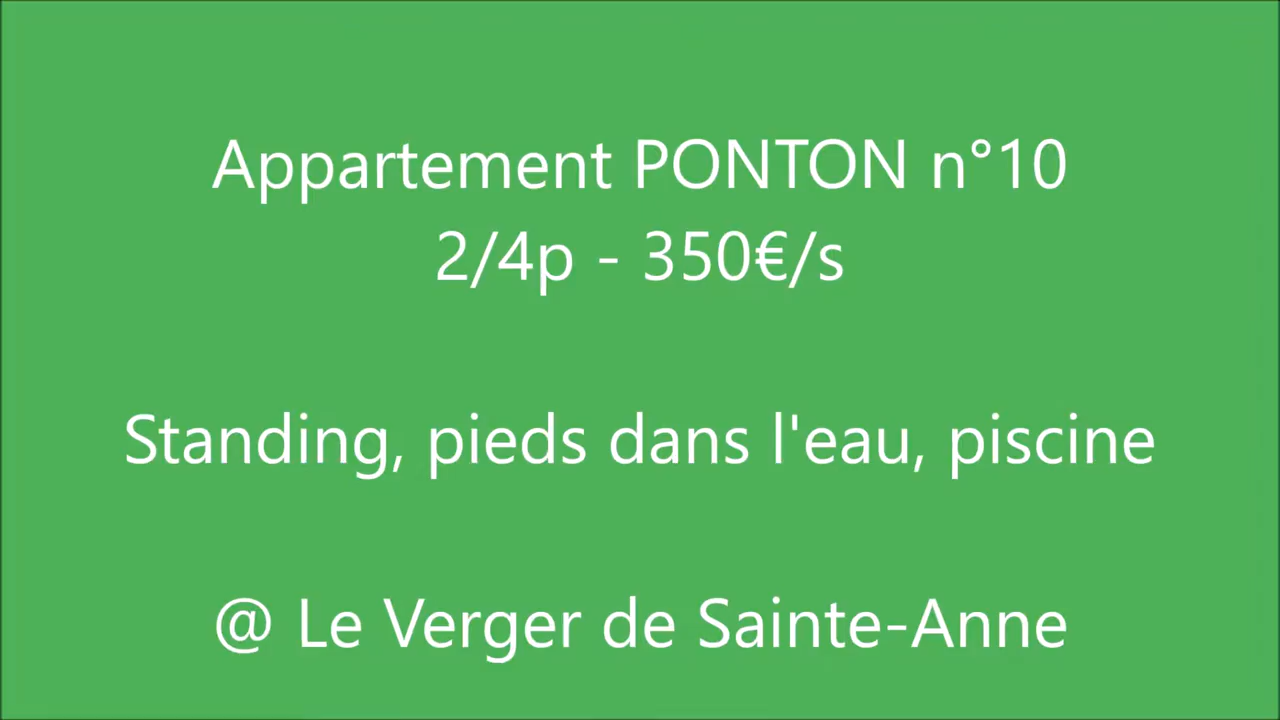 Appartement PONTON n°10
2/4p - 350€/s
Standing, pieds dans l'eau, piscine
@ Le Verger de Sainte-Anne